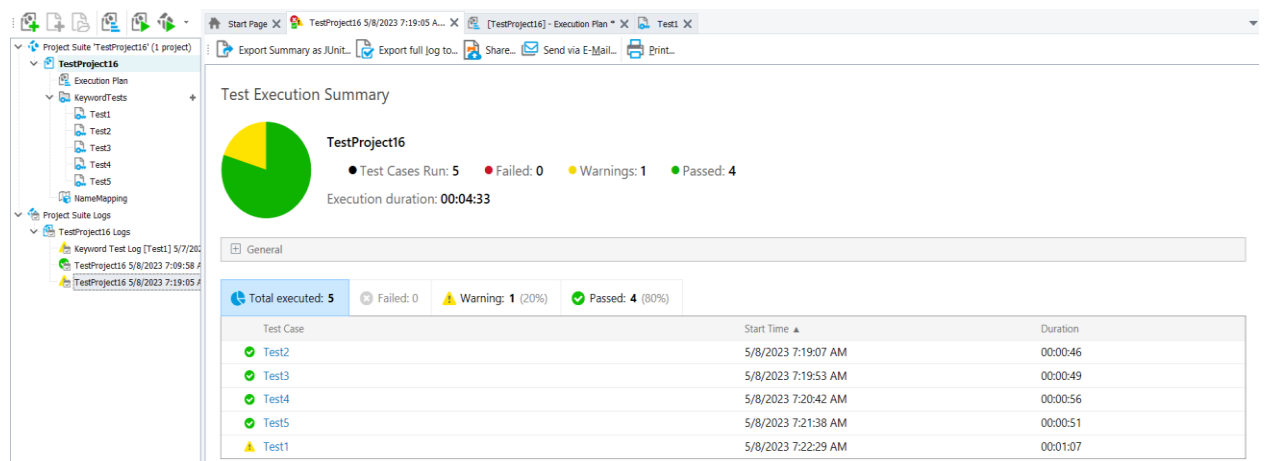 Start Page
TestProject16 5/8/2023 7:19:05 A...
[TestProject16] - Execution Plan *
Test1
Project Suite 'TestProject16' (1 project)
TestProject16
Execution Plan
KeywordTests
Test1
Test2
Test3
Test4
Test5
NameMapping
Project Suite Logs
TestProject16 Logs
Keyword Test Log [Test1] 5/7/202
TestProject16 5/8/2023 7:09:58 A
TestProject16 5/8/2023 7:19:05 A
Export Summary as JUnit... Export full log to... Share... Send via E-Mail... Print...
Test Execution Summary
TestProject16
Test Cases Run: 5 Failed: 0 Warnings: 1 Passed: 4
Execution duration: 00:04:33
General
Total executed: 5 Failed: 0 Warning: 1 (20%) Passed: 4 (80%)
Test Case Start Time ▲ Duration
Test2 5/8/2023 7:19:07 AM 00:00:46
Test3 5/8/2023 7:19:53 AM 00:00:49
Test4 5/8/2023 7:20:42 AM 00:00:56
Test5 5/8/2023 7:21:38 AM 00:00:51
Test1 5/8/2023 7:22:29 AM 00:01:07